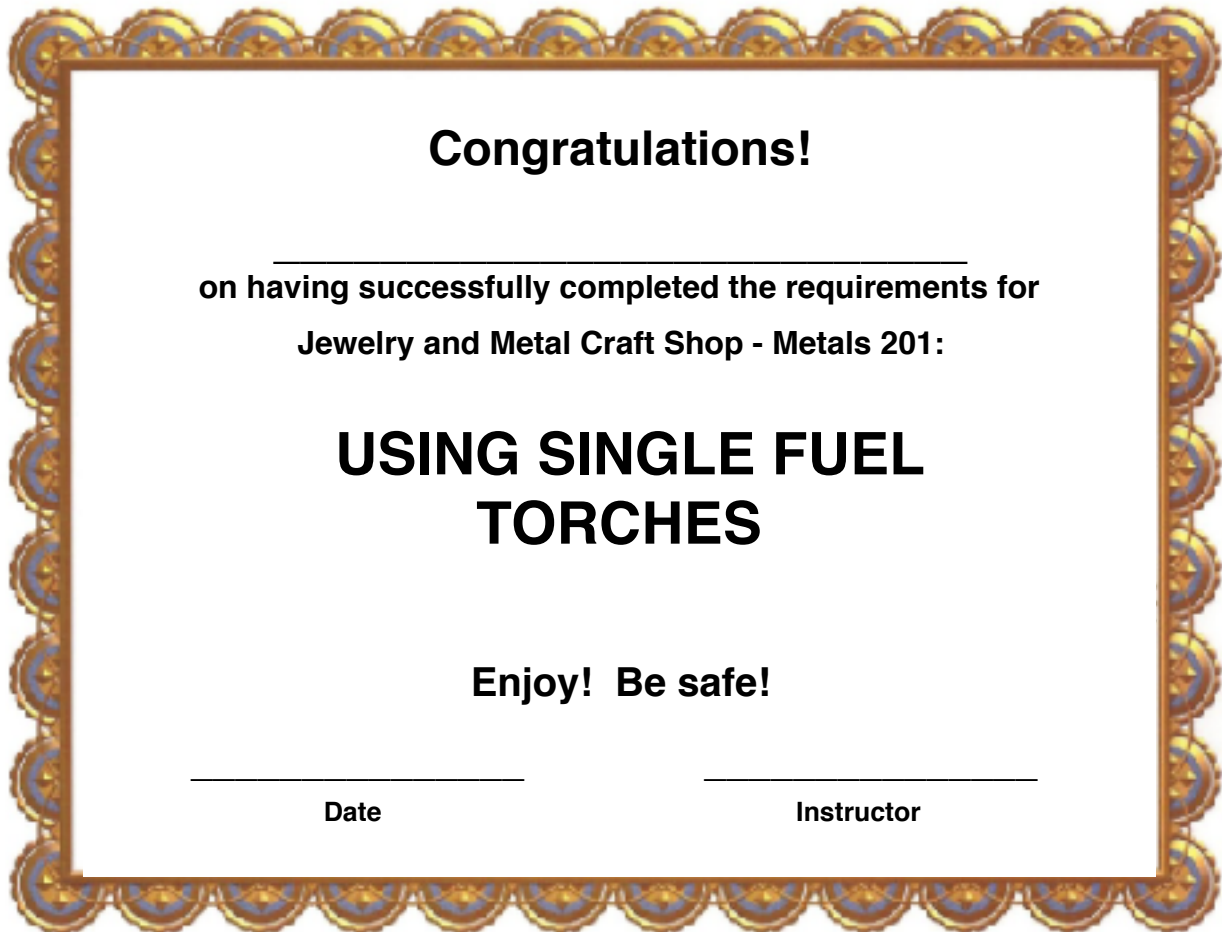 Congratulations!
on having successfully completed the requirements for
Jewelry and Metal Craft Shop - Metals 201:
USING SINGLE FUEL
TORCHES
Enjoy!  Be safe!
Date
Instructor